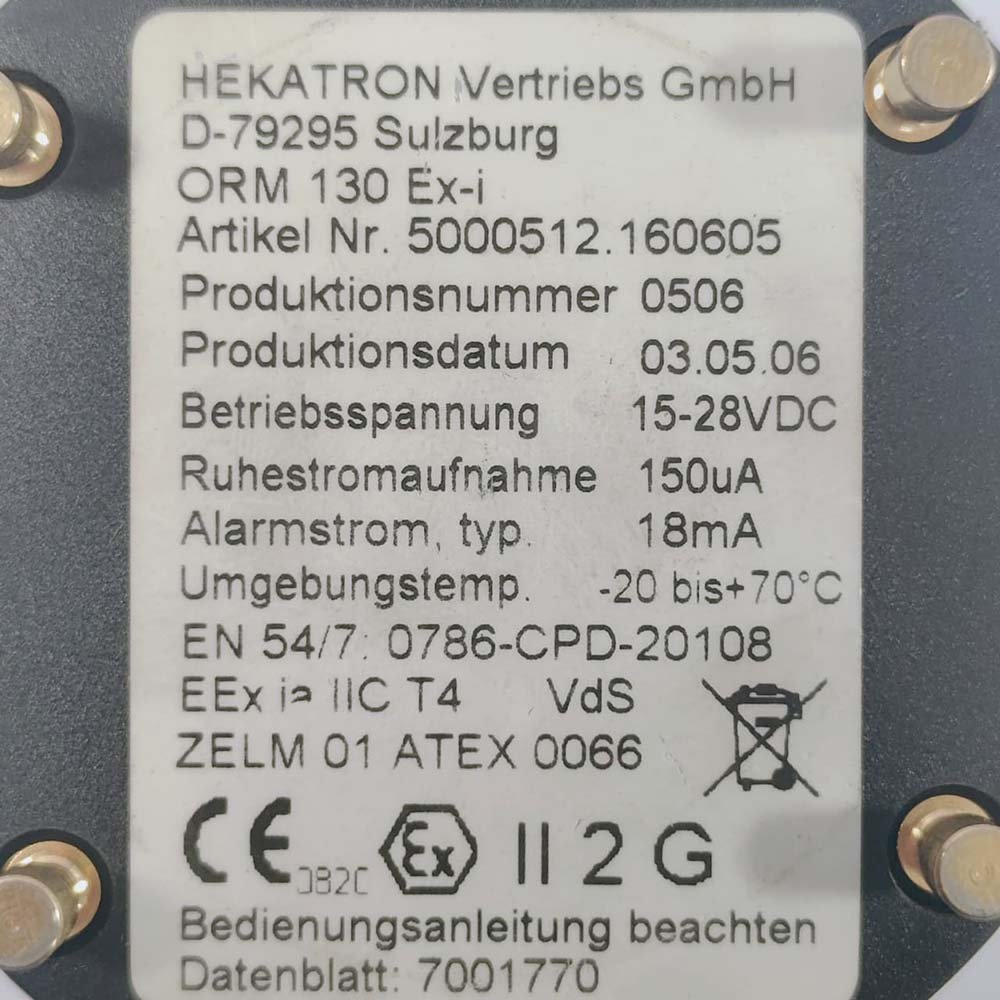 HEKATRON Vertriebs GmbH
D-79295 Sulzburg
ORM 130 Ex-i
Artikel Nr. 5000512.160605
Produktionsnummer 0506
Produktionsdatum 03.05.06
Betriebsspannung 15-28VDC
Ruhestromaufnahme 150uA
Alarmstrom, typ. 18mA
Umgebungstemp. -20 bis+70°C
EN 54/7: 0786-CPD-20108
EEx ia IIC T4 VdS
ZELM 01 ATEX 0066
CE Ex II 2 G
Bedienungsanleitung beachten
Datenblatt: 7001770